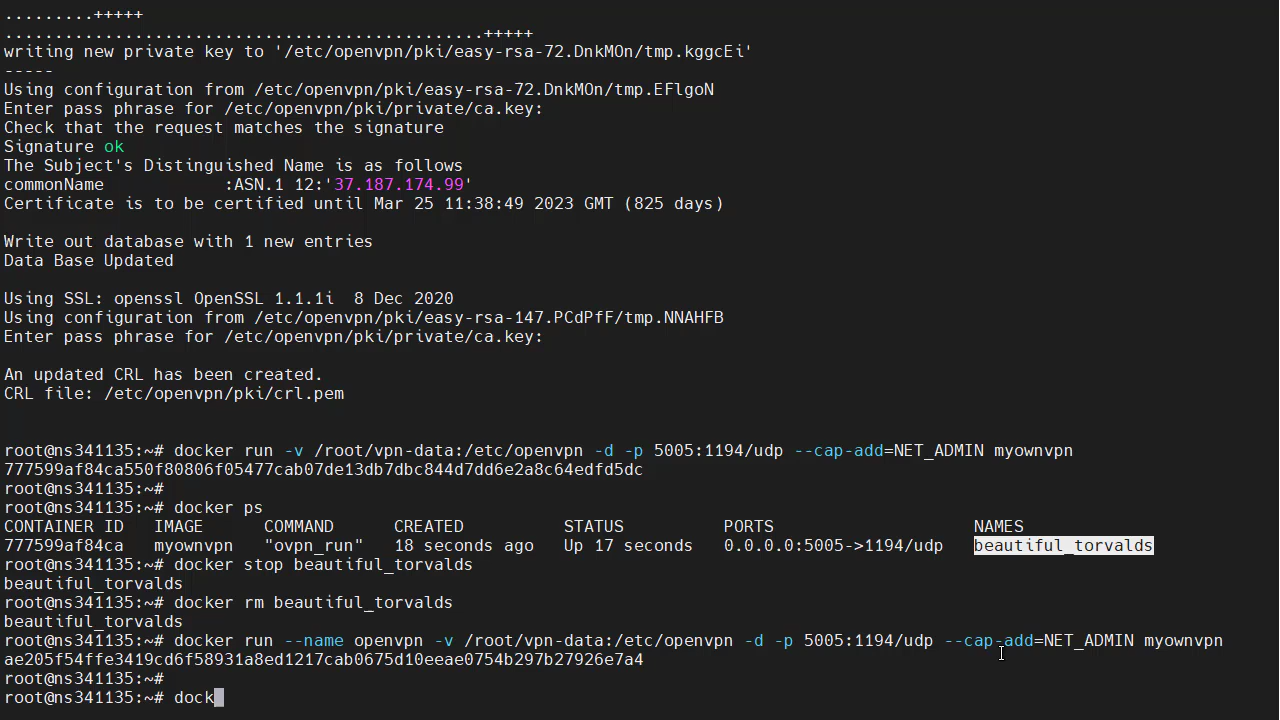 .........+++++
................................................+++++
writing new private key to '/etc/openvpn/pki/easy-rsa-72.DnkMOn/tmp.kggcEi'
-----
Using configuration from /etc/openvpn/pki/easy-rsa-72.DnkMOn/tmp.EFlgoN
Enter pass phrase for /etc/openvpn/pki/private/ca.key:
Check that the request matches the signature
Signature ok
The Subject's Distinguished Name is as follows
commonName            :ASN.1 12:'37.187.174.99'
Certificate is to be certified until Mar 25 11:38:49 2023 GMT (825 days)
Write out database with 1 new entries
Data Base Updated
Using SSL: openssl OpenSSL 1.1.1i  8 Dec 2020
Using configuration from /etc/openvpn/pki/easy-rsa-147.PCdPfF/tmp.NNAHFB
Enter pass phrase for /etc/openvpn/pki/private/ca.key:
An updated CRL has been created.
CRL file: /etc/openvpn/pki/crl.pem
root@ns341135:~# docker run -v /root/vpn-data:/etc/openvpn -d -p 5005:1194/udp --cap-add=NET_ADMIN myownvpn
777599af84ca550f80806f05477cab07de13db7dbc844d7dd6e2a8c64edfd5dc
root@ns341135:~#
root@ns341135:~# docker ps
CONTAINER ID   IMAGE      COMMAND     CREATED          STATUS          PORTS                    NAMES
777599af84ca   myownvpn   "ovpn_run"   18 seconds ago   Up 17 seconds   0.0.0.0:5005->1194/udp   beautiful_torvalds
root@ns341135:~# docker stop beautiful_torvalds
beautiful_torvalds
root@ns341135:~# docker rm beautiful_torvalds
beautiful_torvalds
root@ns341135:~# docker run --name openvpn -v /root/vpn-data:/etc/openvpn -d -p 5005:1194/udp --cap-add=NET_ADMIN myownvpn
ae205f54ffe3419cd6f58931a8ed1217cab0675d10eeae0754b297b27926e7a4
root@ns341135:~#
root@ns341135:~# dock